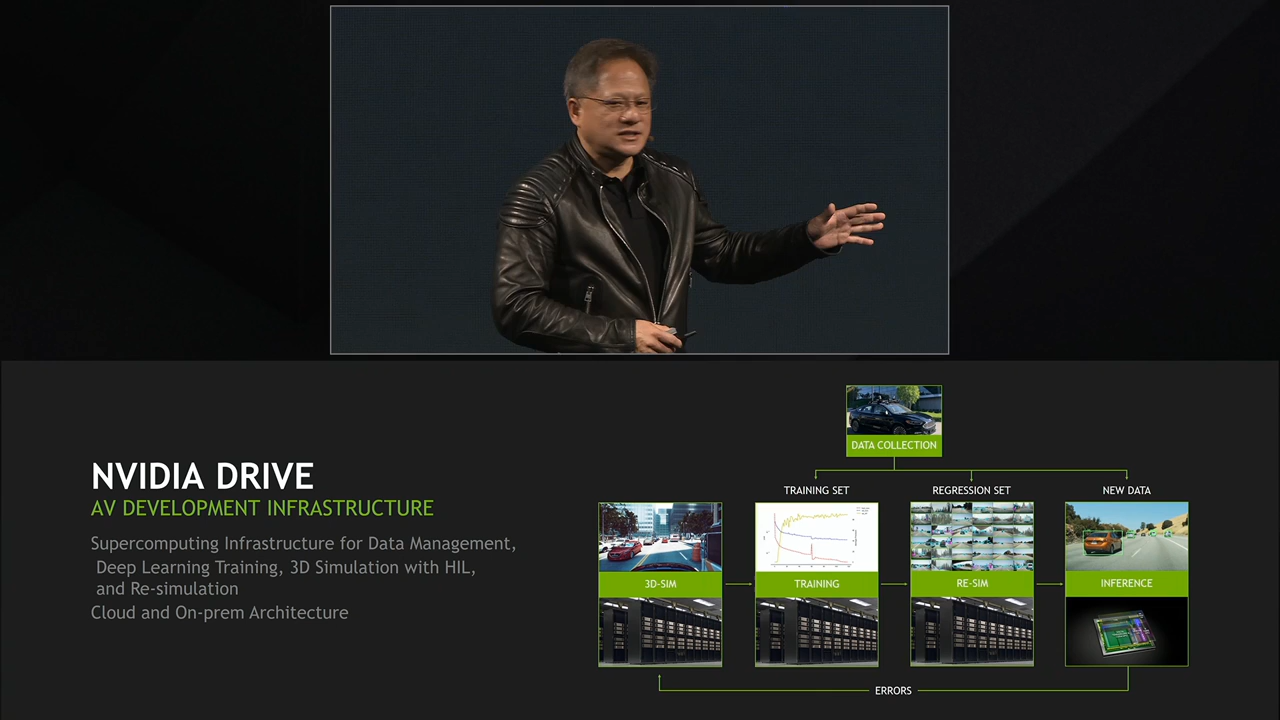 NVIDIA DRIVE
AV DEVELOPMENT INFRASTRUCTURE
Supercomputing Infrastructure for Data Management,
Deep Learning Training, 3D Simulation with HIL,
and Re-simulation
Cloud and On-prem Architecture
DATA COLLECTION
TRAINING SET
REGRESSION SET
NEW DATA
3D-SIM
TRAINING
RE-SIM
INFERENCE
ERRORS